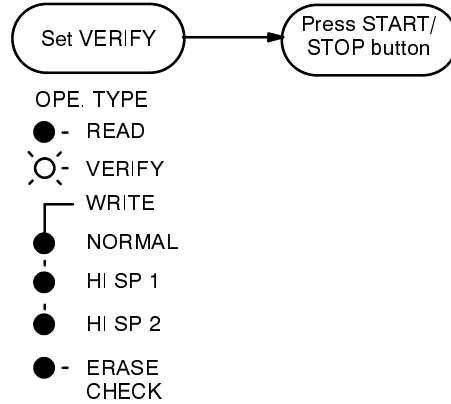 Set VERIFY
Press START/
STOP button
OPE. TYPE
READ
VERIFY
WRITE
NORMAL
HI SP 1
HI SP 2
ERASE
CHECK